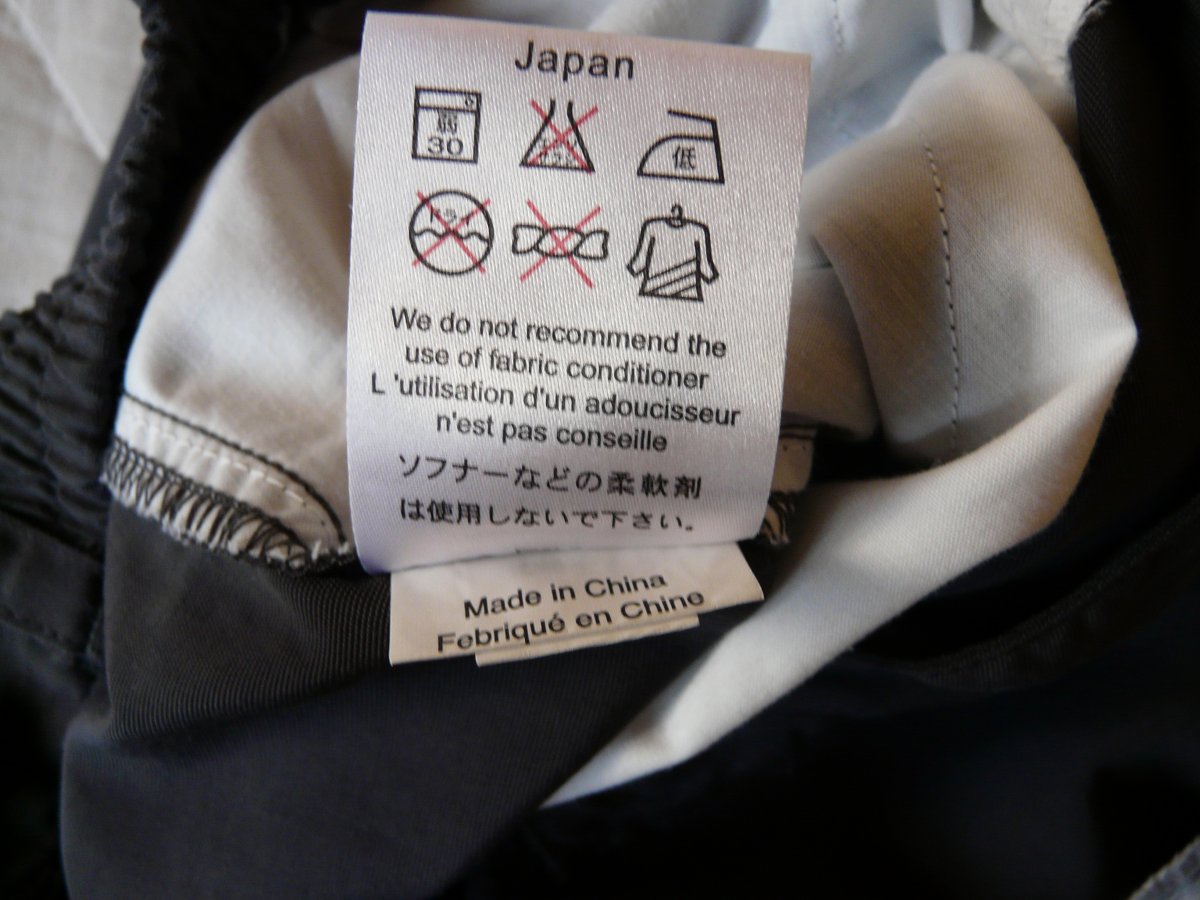 Japan
弱
30
低
We do not recommend the
use of fabric conditioner
L 'utilisation d'un adoucisseur
n'est pas conseille
ソフナーなどの柔軟剤
は使用しないで下さい。
Made in China
Febriqué en Chine